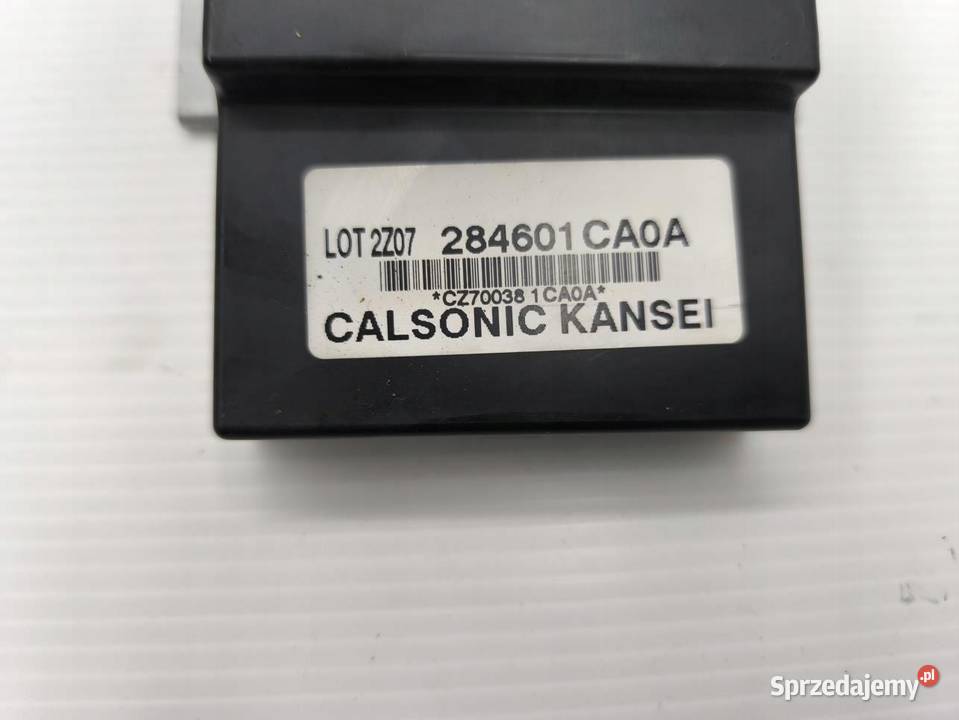 LOT 2Z07 284601CA0A
*CZ70038 1CA0A*
CALSONIC KANSEI
Sprzedajemy.pl